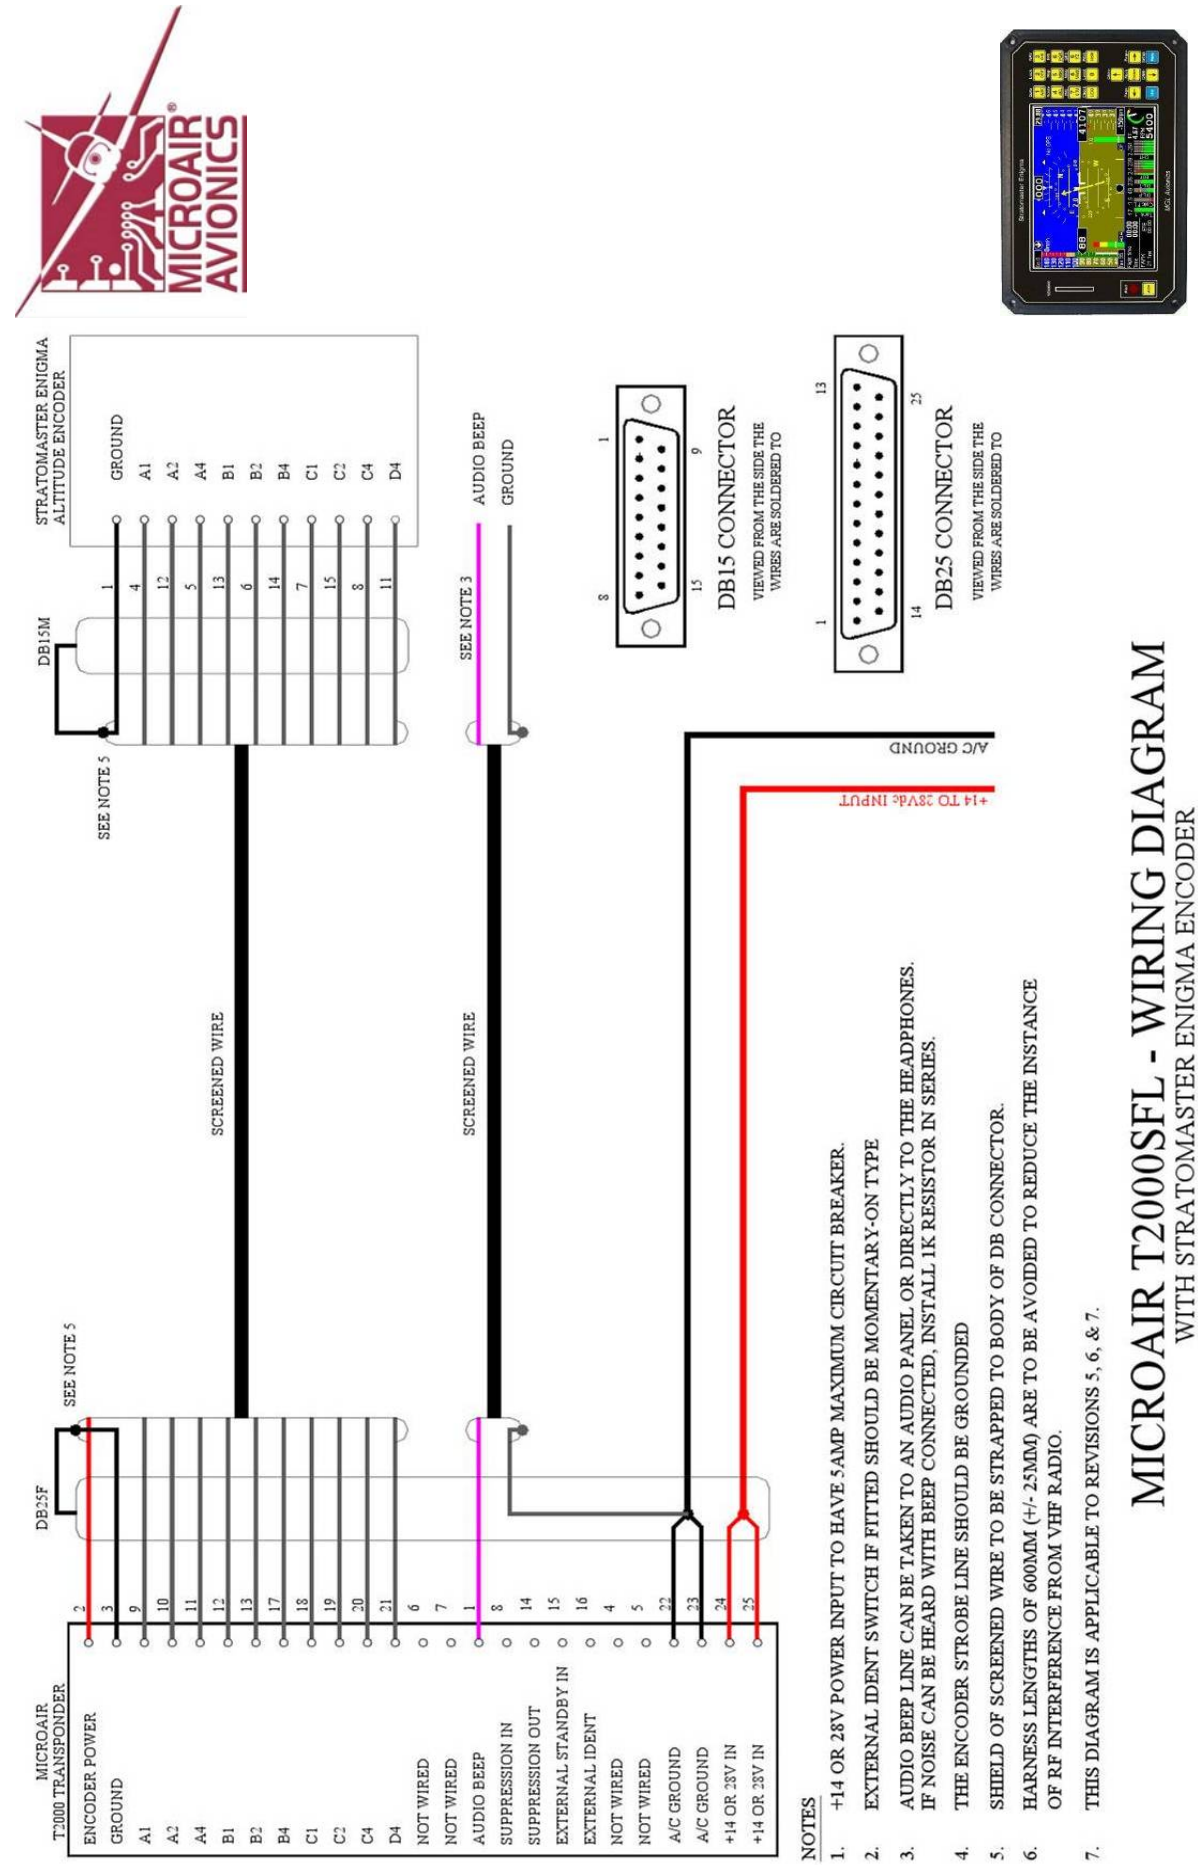 MICROAIR
T2000 TRANSPONDER
ENCODER POWER 2
GROUND 3
A1 9
A2 10
A4 11
B1 12
B2 13
B4 17
C1 18
C2 19
C4 20
D4 21
NOT WIRED 6
NOT WIRED 7
AUDIO BEEP 1
SUPPRESSION IN 8
SUPPRESSION OUT 14
EXTERNAL STANDBY IN 15
EXTERNAL IDENT 16
NOT WIRED 4
NOT WIRED 5
A/C GROUND 22
A/C GROUND 23
+14 OR 28V IN 24
+14 OR 28V IN 25
DB25F
SEE NOTE 5
SCREENED WIRE
SCREENED WIRE
SEE NOTE 5
DB15M
STRATOMASTER ENIGMA
ALTITUDE ENCODER
1 GROUND
4 A1
12 A2
5 A4
13 B1
6 B2
14 B4
7 C1
15 C2
8 C4
11 D4
SEE NOTE 3
AUDIO BEEP
GROUND
MICROAIR
AVIONICS
®
8 1
15 9
DB15 CONNECTOR
VIEWED FROM THE SIDE THE
WIRES ARE SOLDERED TO
1 13
14 25
DB25 CONNECTOR
VIEWED FROM THE SIDE THE
WIRES ARE SOLDERED TO
A/C GROUND
+14 TO 28Vdc INPUT
Stratomaster Enigma
000
4107
88
5400
MGL Avionics
NOTES
1. +14 OR 28V POWER INPUT TO HAVE 5AMP MAXIMUM CIRCUIT BREAKER.
2. EXTERNAL IDENT SWITCH IF FITTED SHOULD BE MOMENTARY-ON TYPE
3. AUDIO BEEP LINE CAN BE TAKEN TO AN AUDIO PANEL OR DIRECTLY TO THE HEADPHONES.
IF NOISE CAN BE HEARD WITH BEEP CONNECTED, INSTALL 1K RESISTOR IN SERIES.
4. THE ENCODER STROBE LINE SHOULD BE GROUNDED
5. SHIELD OF SCREENED WIRE TO BE STRAPPED TO BODY OF DB CONNECTOR.
6. HARNESS LENGTHS OF 600MM (+/- 25MM) ARE TO BE AVOIDED TO REDUCE THE INSTANCE
OF RF INTERFERENCE FROM VHF RADIO.
7. THIS DIAGRAM IS APPLICABLE TO REVISIONS 5, 6, & 7.
MICROAIR T2000SFL - WIRING DIAGRAM
WITH STRATOMASTER ENIGMA ENCODER